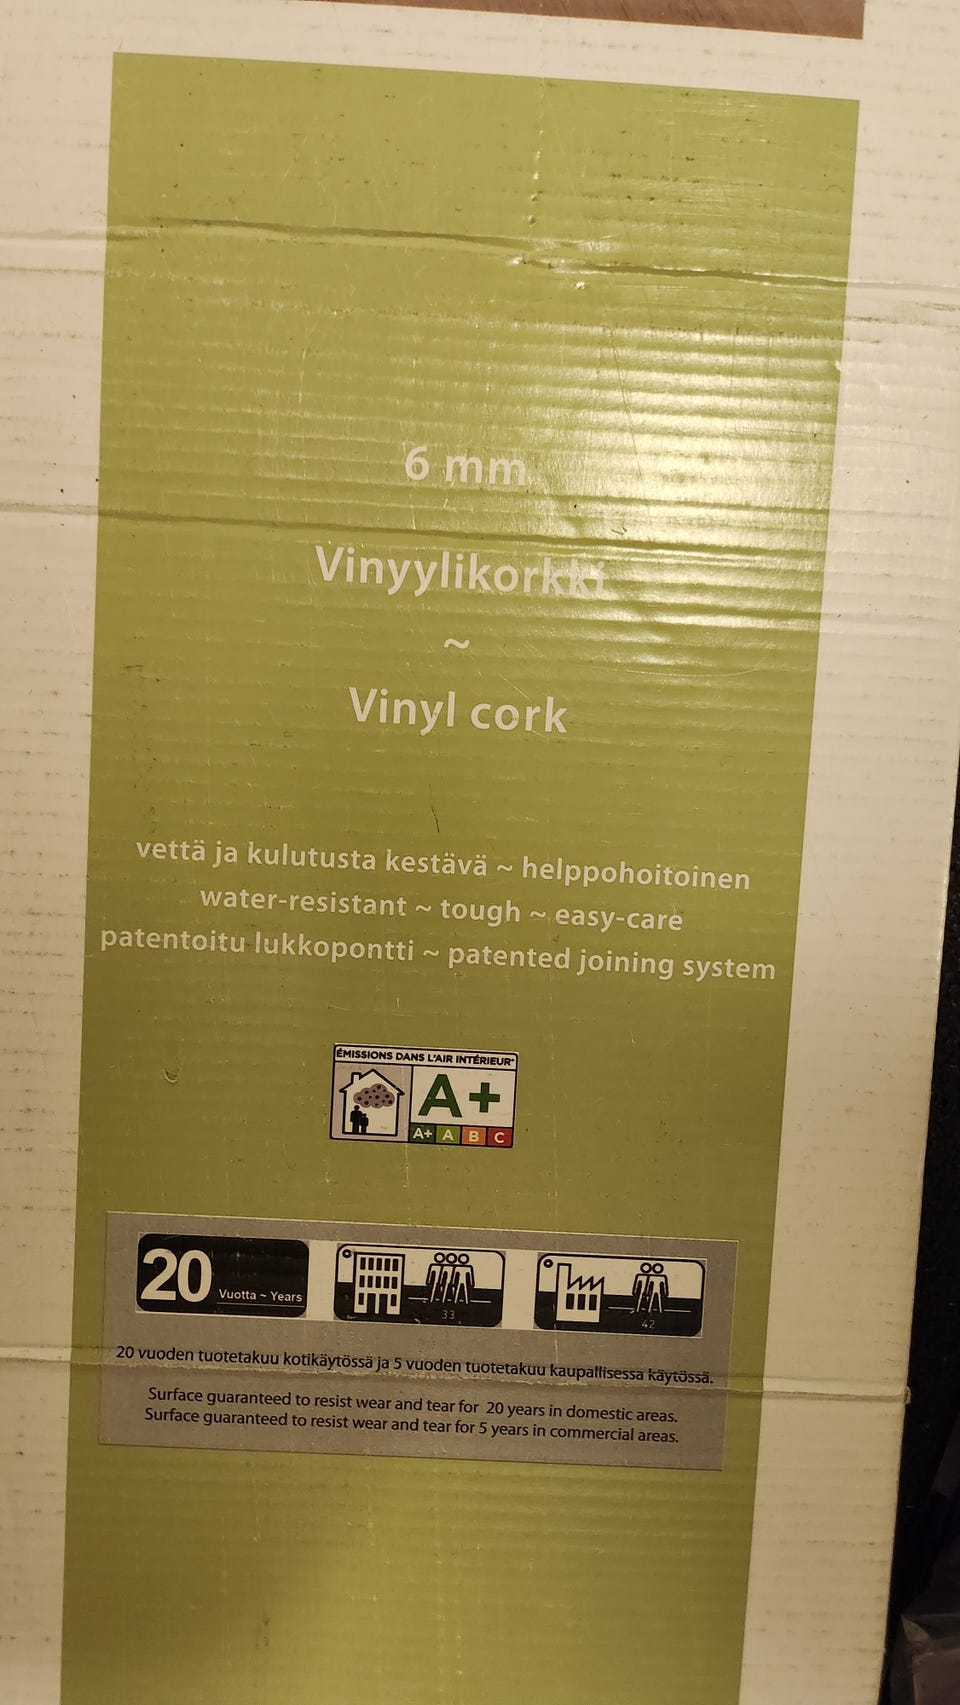 6 mm
Vinyylikorkki
~
Vinyl cork
vettä ja kulutusta kestävä ~ helppohoitoinen
water-resistant ~ tough ~ easy-care
patentoitu lukkopontti ~ patented joining system
ÉMISSIONS DANS L'AIR INTÉRIEUR*
A+
A+ A B C
20 Vuotta ~ Years
33
42
20 vuoden tuotetakuu kotikäytössä ja 5 vuoden tuotetakuu kaupallisessa käytössä.
Surface guaranteed to resist wear and tear for 20 years in domestic areas.
Surface guaranteed to resist wear and tear for 5 years in commercial areas.